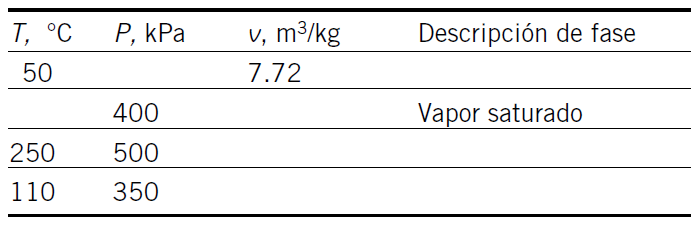 T, °C P, kPa v, m³/kg Descripción de fase
50 7.72
400 Vapor saturado
250 500
110 350